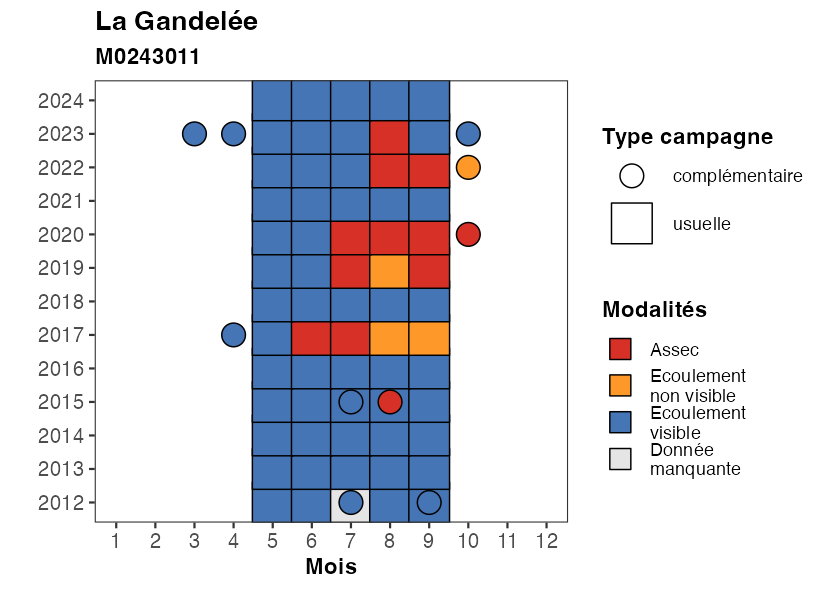 La Gandelée
M0243011
2024
2023
2022
2021
2020
2019
2018
2017
2016
2015
2014
2013
2012
1 2 3 4 5 6 7 8 9 10 11 12
Mois
Type campagne
complémentaire
usuelle
Modalités
Assec
Ecoulement
non visible
Ecoulement
visible
Donnée
manquante